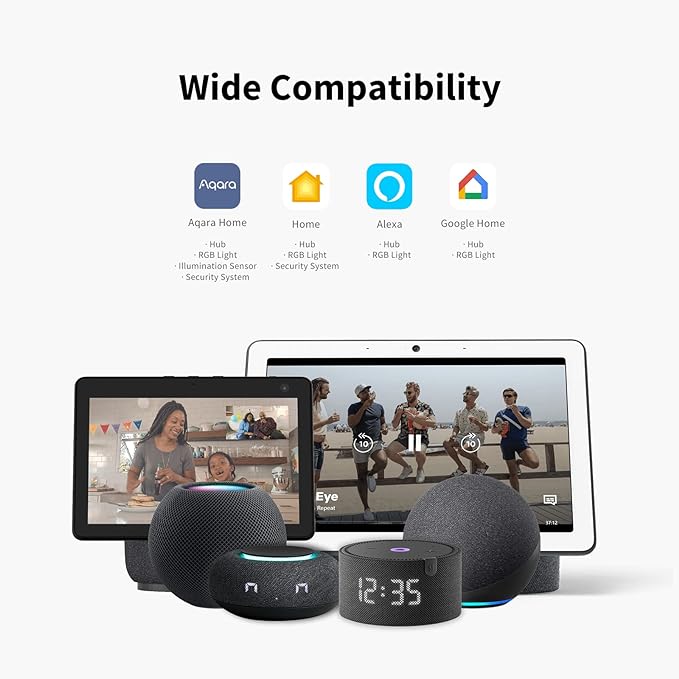 Wide Compatibility
Aqara
Aqara Home
· Hub
· RGB Light
· Illumination Sensor
· Security System
Home
· Hub
· RGB Light
· Security System
Alexa
· Hub
· RGB Light
Google Home
· Hub
· RGB Light
10
10
Eye
Repeat
37:12
12:35